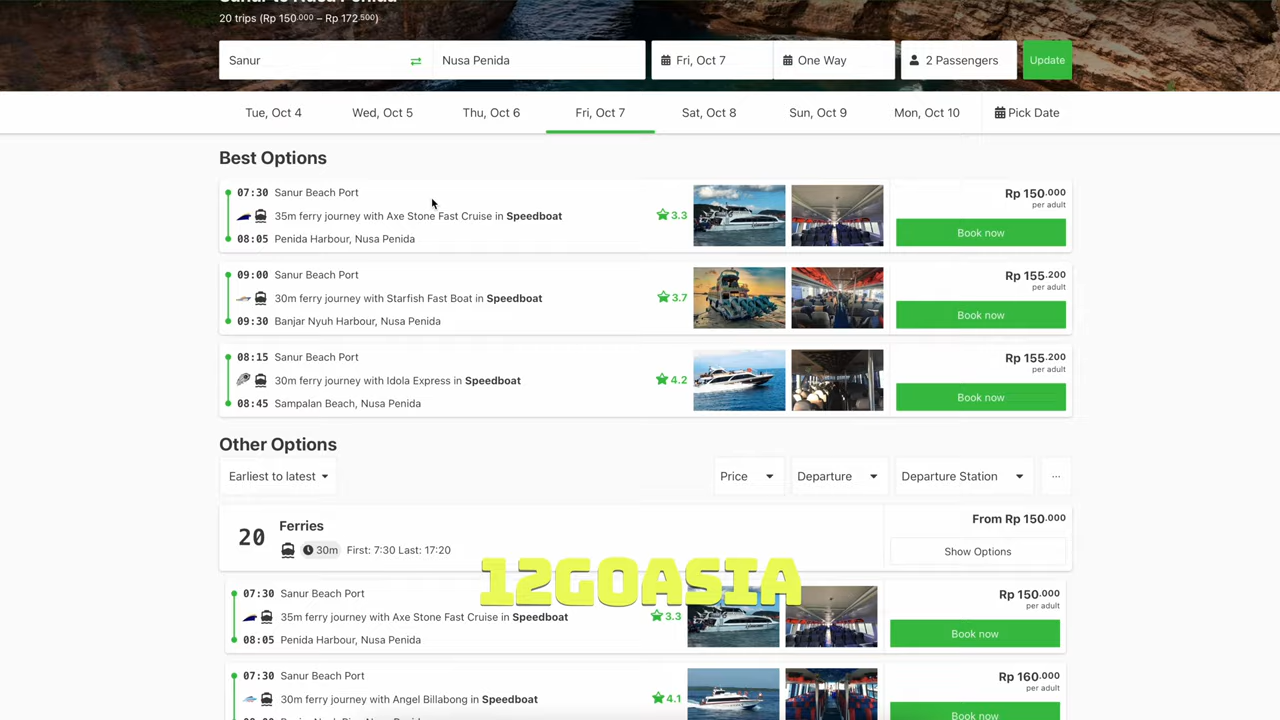 20 trips (Rp 150.000 – Rp 172.500)
Sanur
Nusa Penida
Fri, Oct 7
One Way
2 Passengers
Update
Tue, Oct 4
Wed, Oct 5
Thu, Oct 6
Fri, Oct 7
Sat, Oct 8
Sun, Oct 9
Mon, Oct 10
Pick Date
Best Options
07:30 Sanur Beach Port
35m ferry journey with Axe Stone Fast Cruise in Speedboat
08:05 Penida Harbour, Nusa Penida
3.3
Rp 150.000
per adult
Book now
09:00 Sanur Beach Port
30m ferry journey with Starfish Fast Boat in Speedboat
09:30 Banjar Nyuh Harbour, Nusa Penida
3.7
Rp 155.200
per adult
Book now
08:15 Sanur Beach Port
30m ferry journey with Idola Express in Speedboat
08:45 Sampalan Beach, Nusa Penida
4.2
Rp 155.200
per adult
Book now
Other Options
Earliest to latest
Price
Departure
Departure Station
...
20
Ferries
30m First: 7:30 Last: 17:20
From Rp 150.000
Show Options
12GOASIA
07:30 Sanur Beach Port
35m ferry journey with Axe Stone Fast Cruise in Speedboat
08:05 Penida Harbour, Nusa Penida
3.3
Rp 150.000
per adult
Book now
07:30 Sanur Beach Port
30m ferry journey with Angel Billabong in Speedboat
4.1
Rp 160.000
per adult
Book now